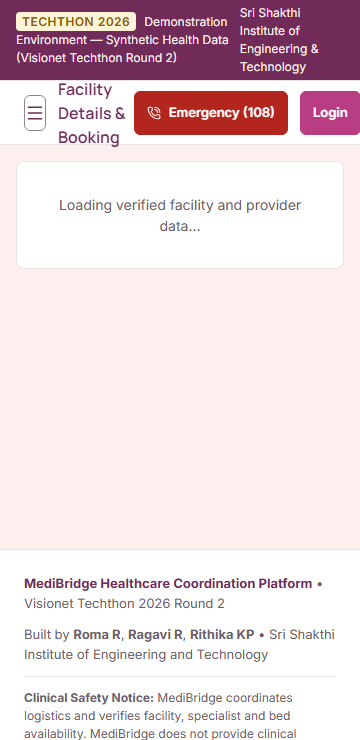 TECHTHON 2026 Demonstration
Environment — Synthetic Health Data
(Visionet Techthon Round 2)
Sri Shakthi
Institute of
Engineering &
Technology
Facility
Details &
Booking
Emergency (108)
Login
Loading verified facility and provider
data...
MediBridge Healthcare Coordination Platform •
Visionet Techthon 2026 Round 2
Built by Roma R, Ragavi R, Rithika KP • Sri Shakthi
Institute of Engineering and Technology
Clinical Safety Notice: MediBridge coordinates
logistics and verifies facility, specialist and bed
availability. MediBridge does not provide clinical